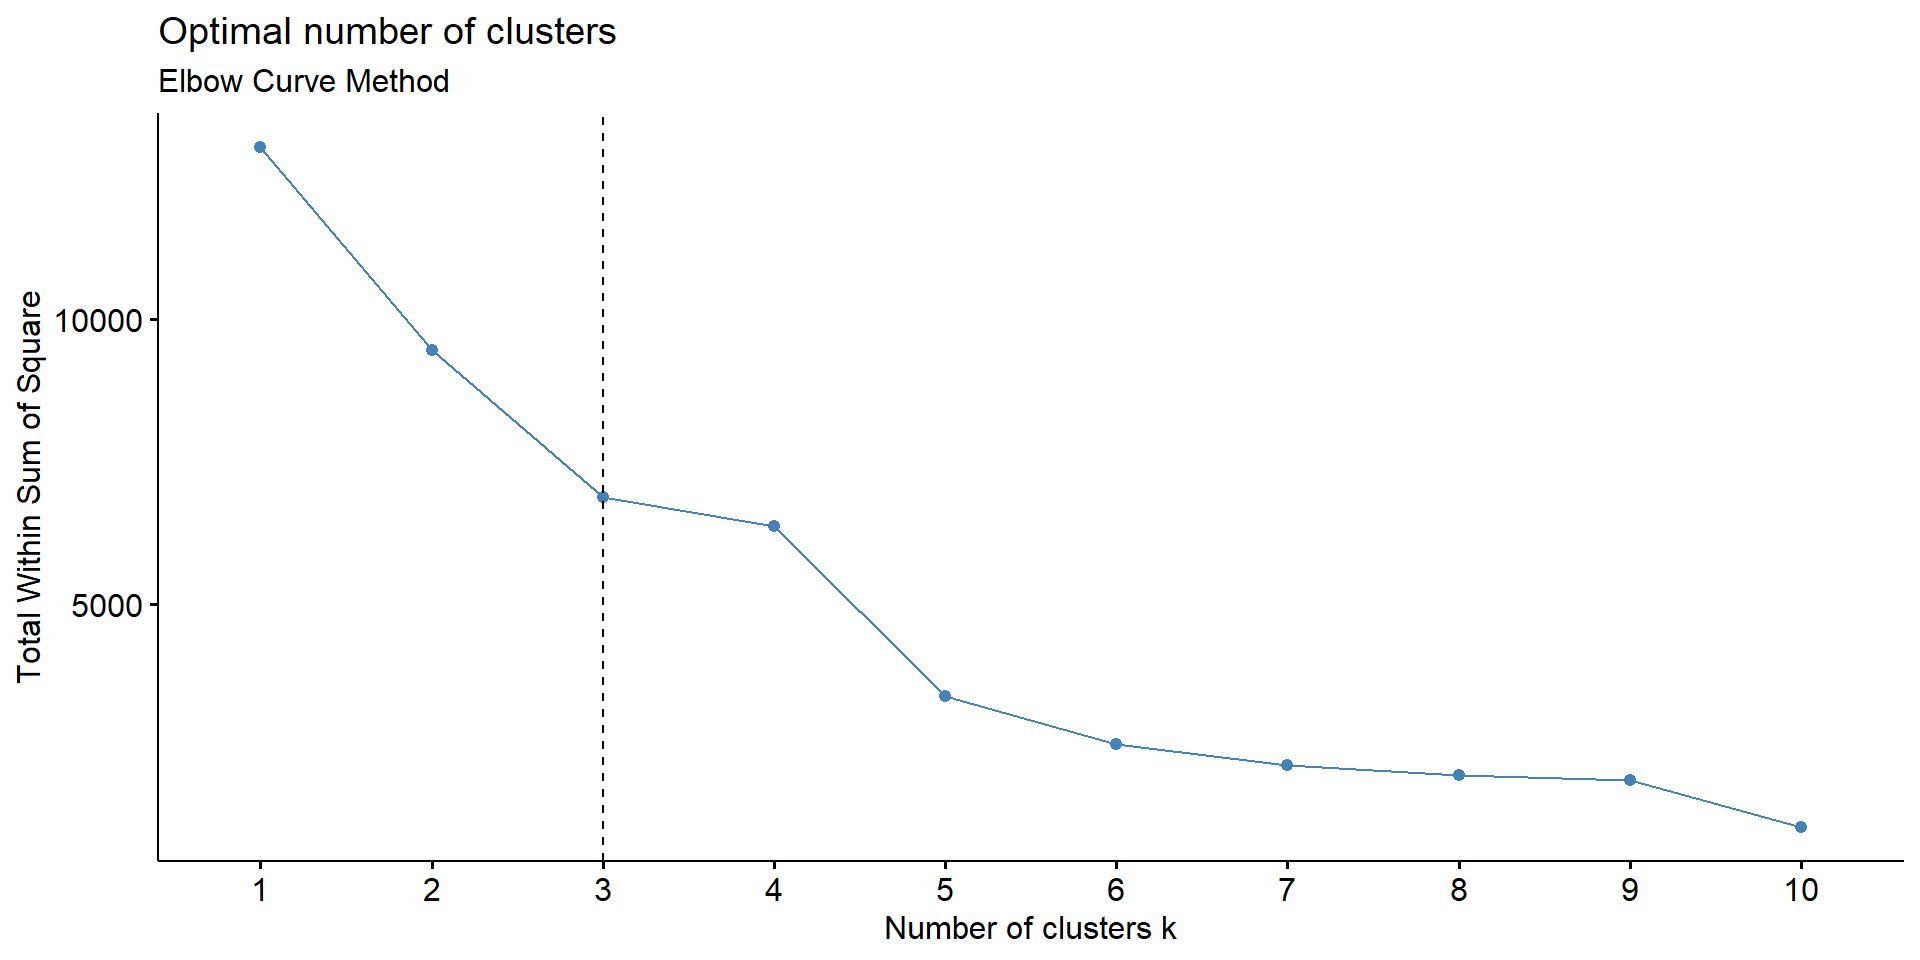 Optimal number of clusters
Elbow Curve Method
Total Within Sum of Square
10000
5000
1 2 3 4 5 6 7 8 9 10
Number of clusters k